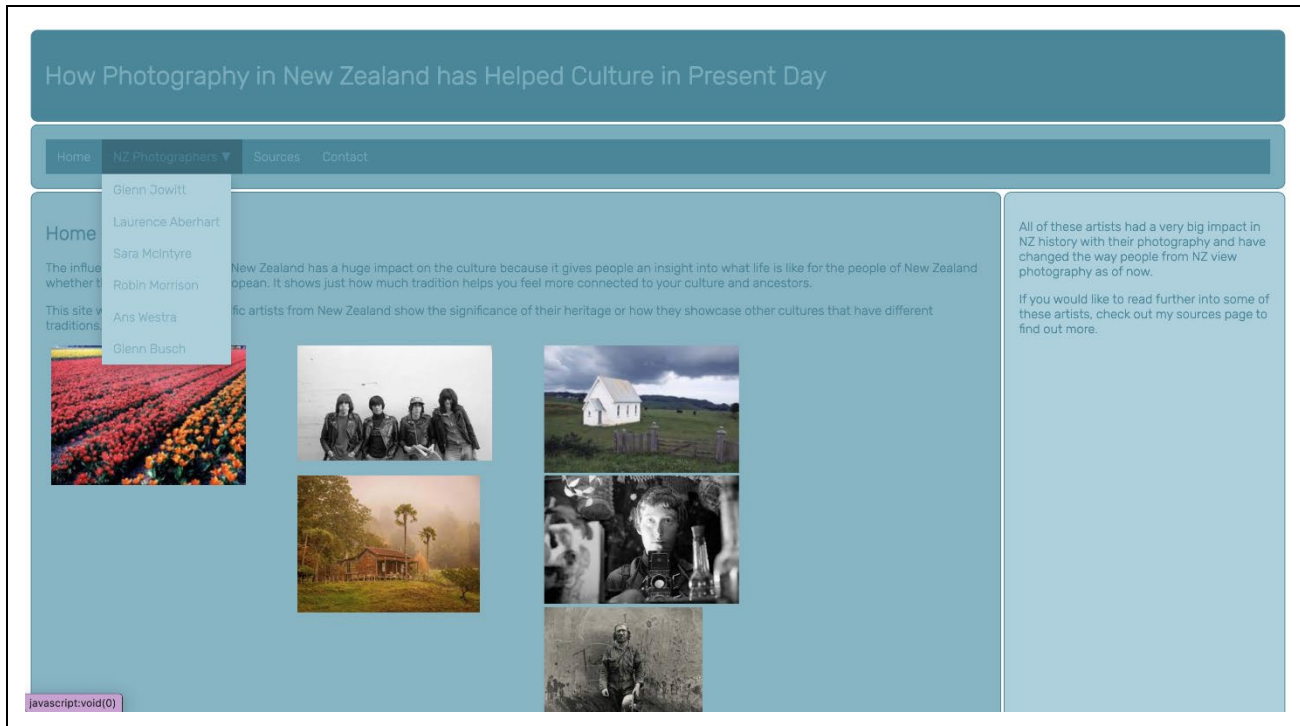 How Photography in New Zealand has Helped Culture in Present Day
Home
NZ Photographers ▼
Sources
Contact
Glenn Jowitt
Laurence Aberhart
Sara McIntyre
Robin Morrison
Ans Westra
Glenn Busch
Home
The influe New Zealand has a huge impact on the culture because it gives people an insight into what life is like for the people of New Zealand
whether t opean. It shows just how much tradition helps you feel more connected to your culture and ancestors.
This site w fic artists from New Zealand show the significance of their heritage or how they showcase other cultures that have different
traditions.
All of these artists had a very big impact in
NZ history with their photography and have
changed the way people from NZ view
photography as of now.
If you would like to read further into some of
these artists, check out my sources page to
find out more.
javascript:void(0)